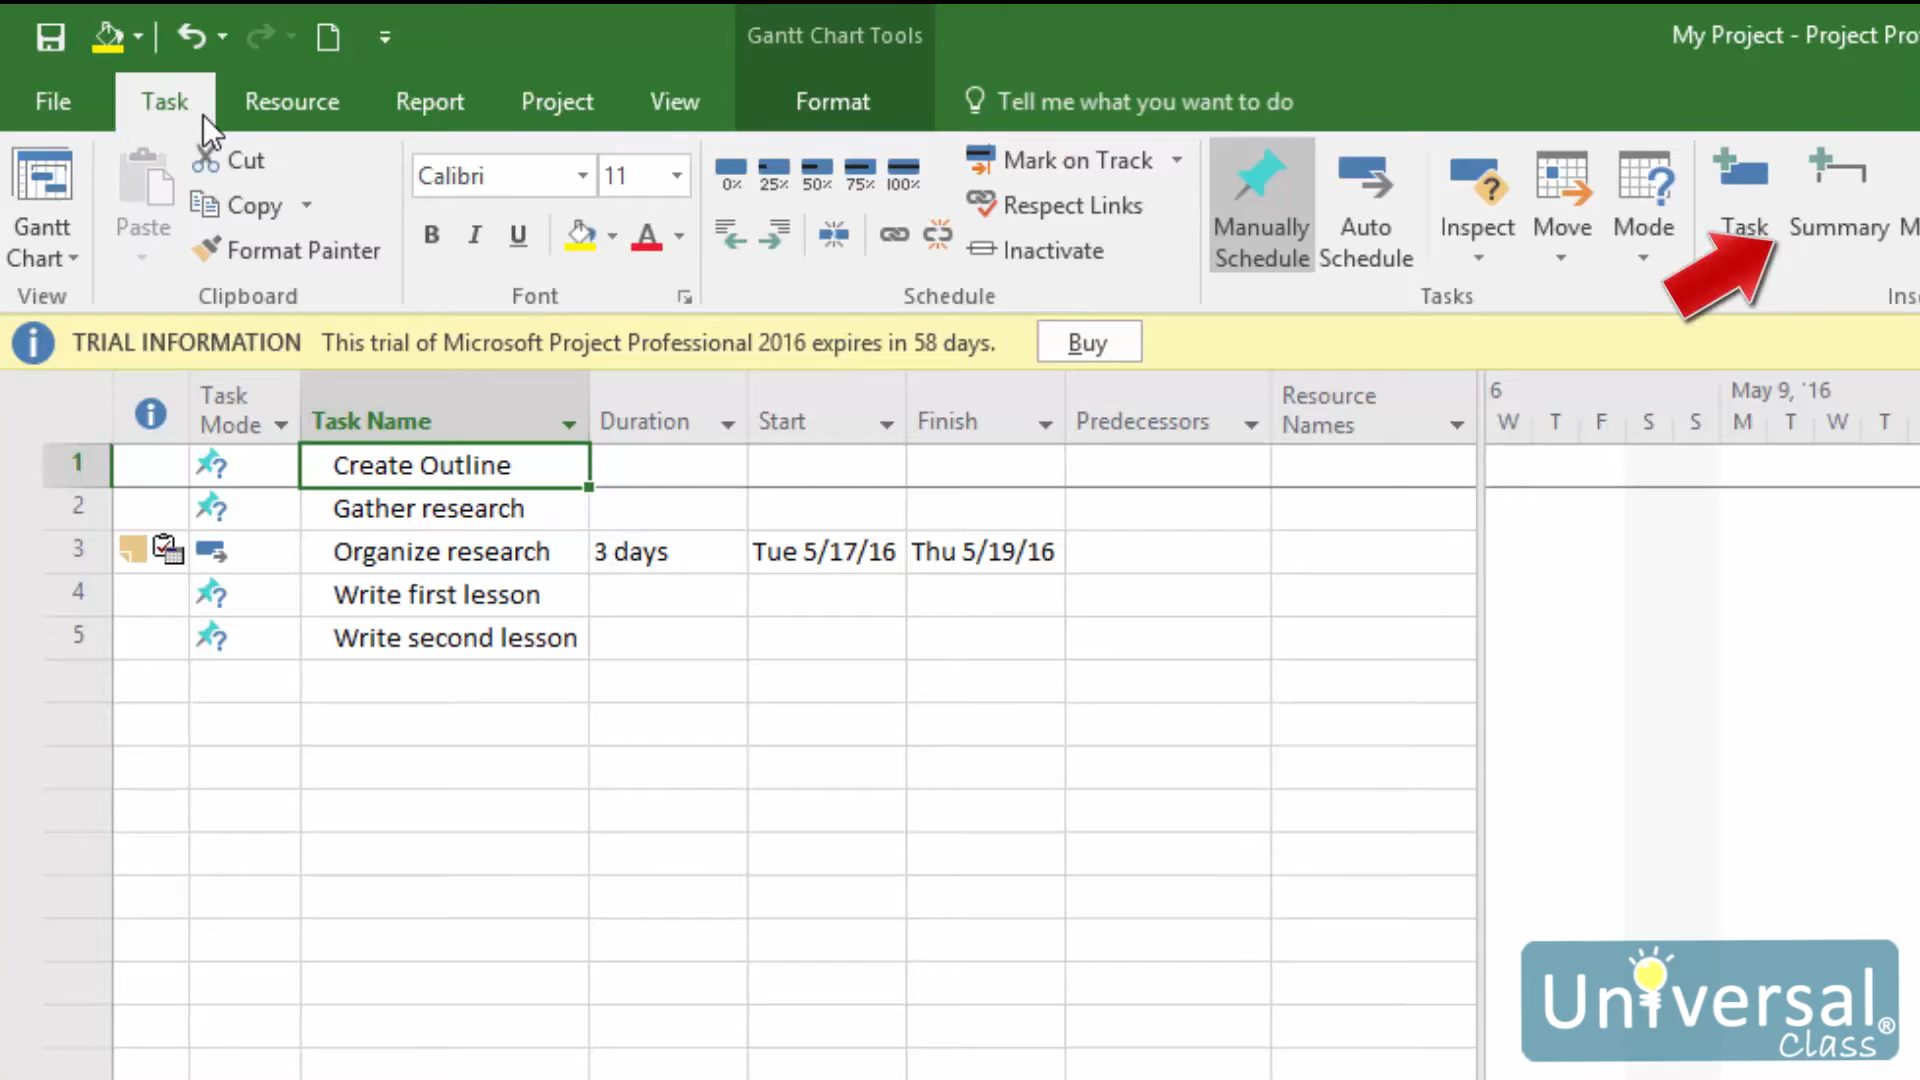 Gantt Chart Tools
My Project - Project Pro
File Task Resource Report Project View Format Tell me what you want to do
Gantt Chart
Paste
Cut
Copy
Format Painter
Calibri 11
B I U A
0% 25% 50% 75% 100%
Mark on Track
Respect Links
Inactivate
Manually Schedule
Auto Schedule
Inspect Move Mode Task Summary M
View Clipboard Font Schedule Tasks Ins
TRIAL INFORMATION This trial of Microsoft Project Professional 2016 expires in 58 days. Buy
Task Mode Task Name Duration Start Finish Predecessors Resource Names
6 May 9, '16
W T F S S M T W T
1 Create Outline
2 Gather research
3 Organize research 3 days Tue 5/17/16 Thu 5/19/16
4 Write first lesson
5 Write second lesson
Universal®
Class